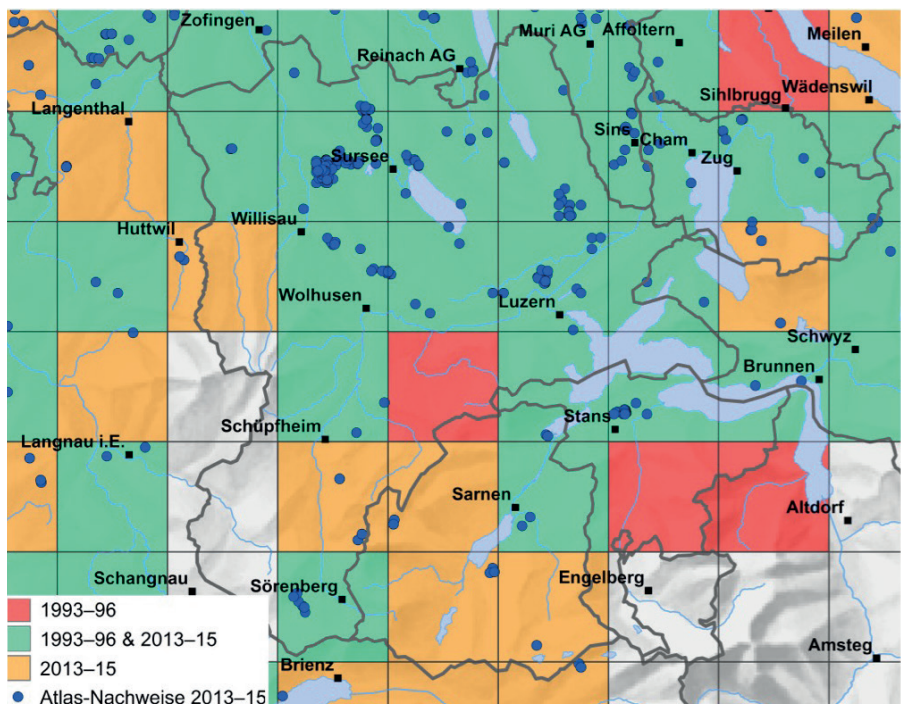 Zofingen
Muri AG
Affoltern
Meilen
Reinach AG
Wädenswil
Langenthal
Sihlbrugg
Sins
Cham
Sursee
Zug
Willisau
Huttwil
Wolhusen
Luzern
Schwyz
Brunnen
Stans
Schüpfheim
Langnau i.E.
Sarnen
Altdorf
Schangnau
Sörenberg
Engelberg
1993–96
1993–96 & 2013–15
Amsteg
2013–15
Brienz
Atlas-Nachweise 2013–15